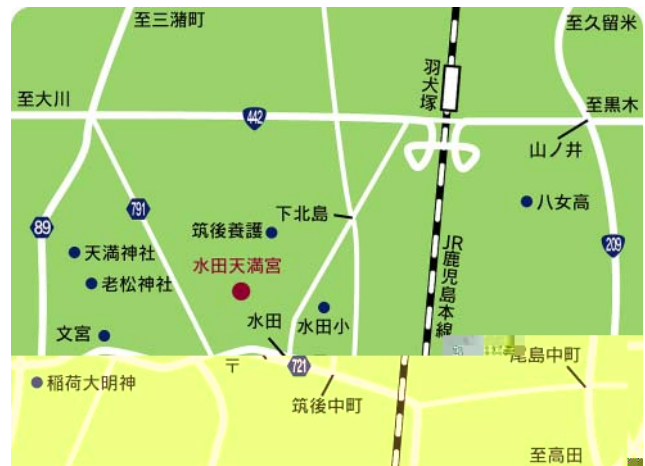 至三潴町
至久留米
羽犬塚
至大川
至黒木
442
山ノ井
791
八女高
下北島
89
筑後養護
209
天満神社
水田天満宮
JR鹿児島本線
老松神社
水田
水田小
文宮
尾島中町
〒
721
稲荷大明神
筑後中町
至高田